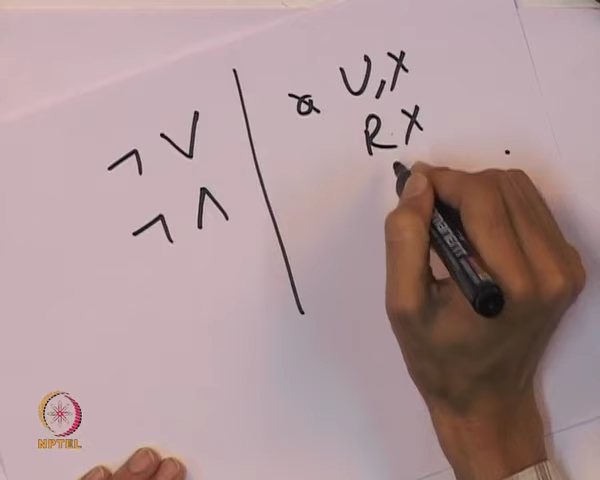 ¬ ∨
¬ ∧
U, X
R X
NPTEL